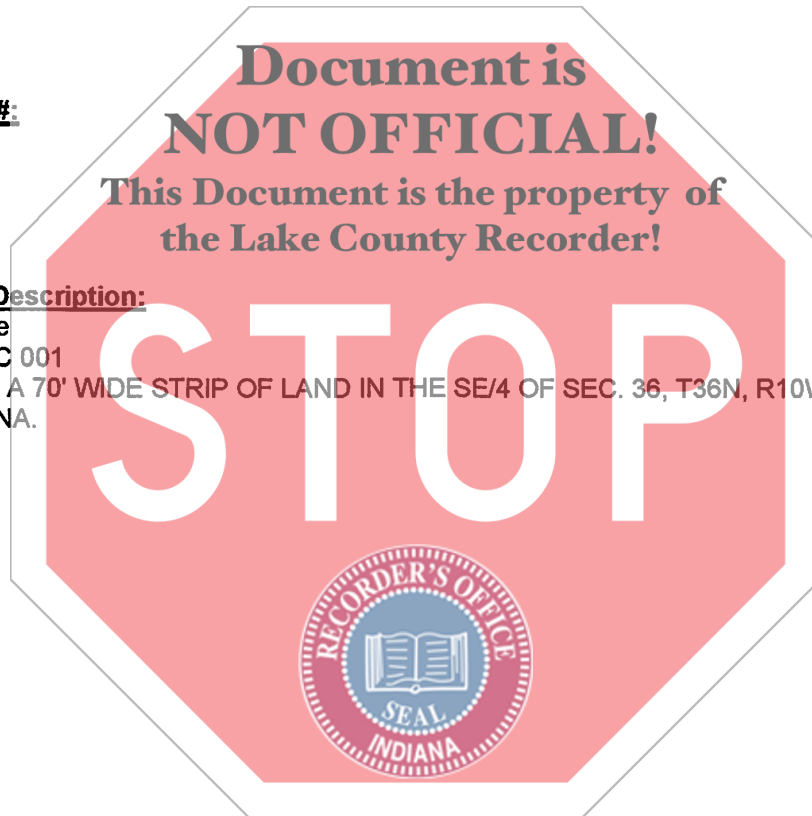 Document is
NOT OFFICIAL!
#:
This Document is the property of
the Lake County Recorder!
Description:
e
C 001
A 70' WIDE STRIP OF LAND IN THE SE/4 OF SEC. 36, T36N, R10W
NA.
STOP
RECORDER'S OFFICE
SEAL
INDIANA